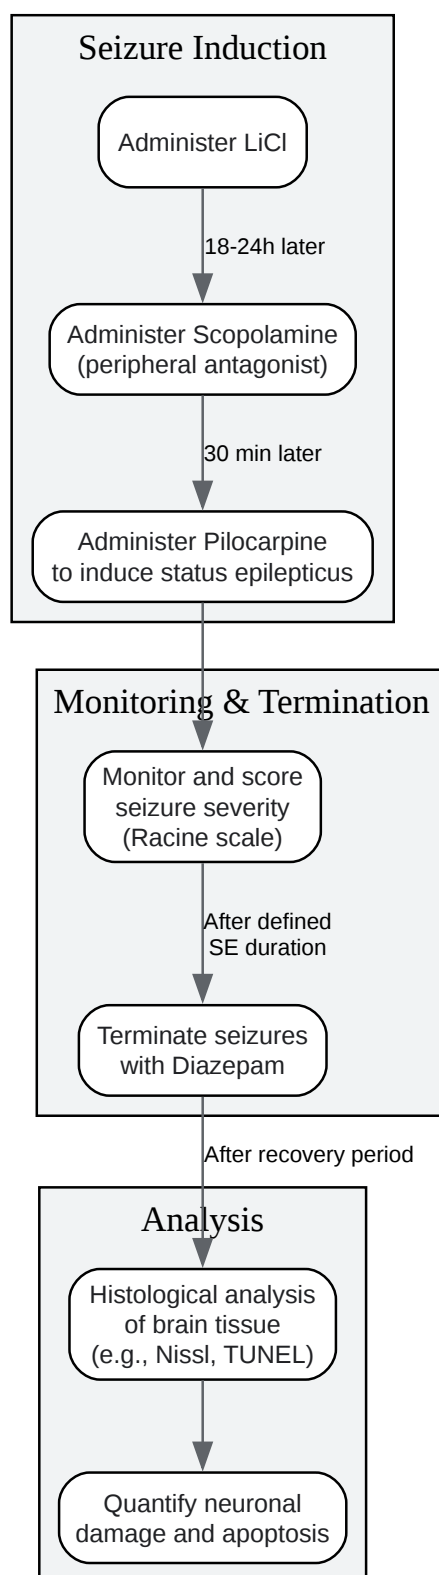 Seizure Induction
Administer LiCl
18-24h later
Administer Scopolamine
(peripheral antagonist)
30 min later
Administer Pilocarpine
to induce status epilepticus
Monitoring & Termination
Monitor and score
seizure severity
(Racine scale)
After defined
SE duration
Terminate seizures
with Diazepam
After recovery period
Analysis
Histological analysis
of brain tissue
(e.g., Nissl, TUNEL)
Quantify neuronal
damage and apoptosis